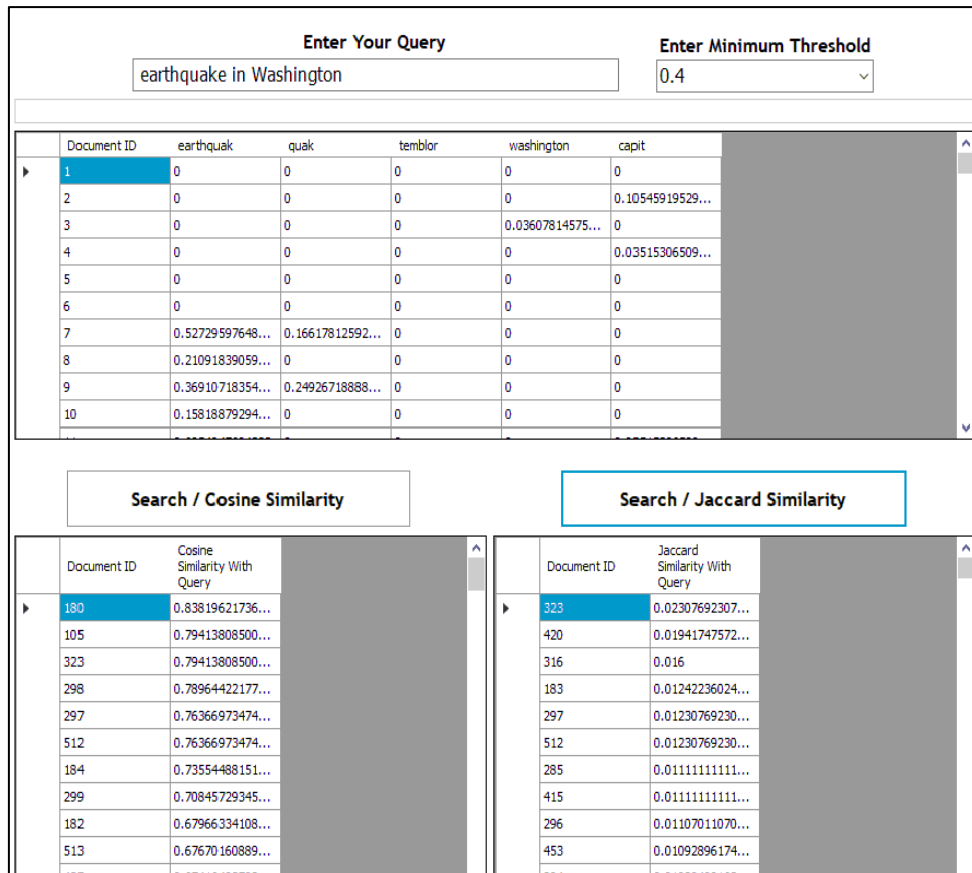 Enter Your Query Enter Minimum Threshold
earthquake in Washington 0.4
Document ID earthquak quak temblor washington capit
1 0 0 0 0 0
2 0 0 0 0 0.10545919529...
3 0 0 0 0.03607814575... 0
4 0 0 0 0 0.03515306509...
5 0 0 0 0 0
6 0 0 0 0 0
7 0.52729597648... 0.16617812592... 0 0 0
8 0.21091839059... 0 0 0 0
9 0.36910718354... 0.24926718888... 0 0 0
10 0.15818879294... 0 0 0 0
Search / Cosine Similarity Search / Jaccard Similarity
Document ID Cosine Similarity With Query Document ID Jaccard Similarity With Query
180 0.83819621736... 323 0.02307692307...
105 0.79413808500... 420 0.01941747572...
323 0.79413808500... 316 0.016
298 0.78964422177... 183 0.01242236024...
297 0.76366973474... 297 0.01230769230...
512 0.76366973474... 512 0.01230769230...
184 0.73554488151... 285 0.01111111111...
299 0.70845729345... 415 0.01111111111...
182 0.67966334108... 296 0.01107011070...
513 0.67670160889... 453 0.01092896174...